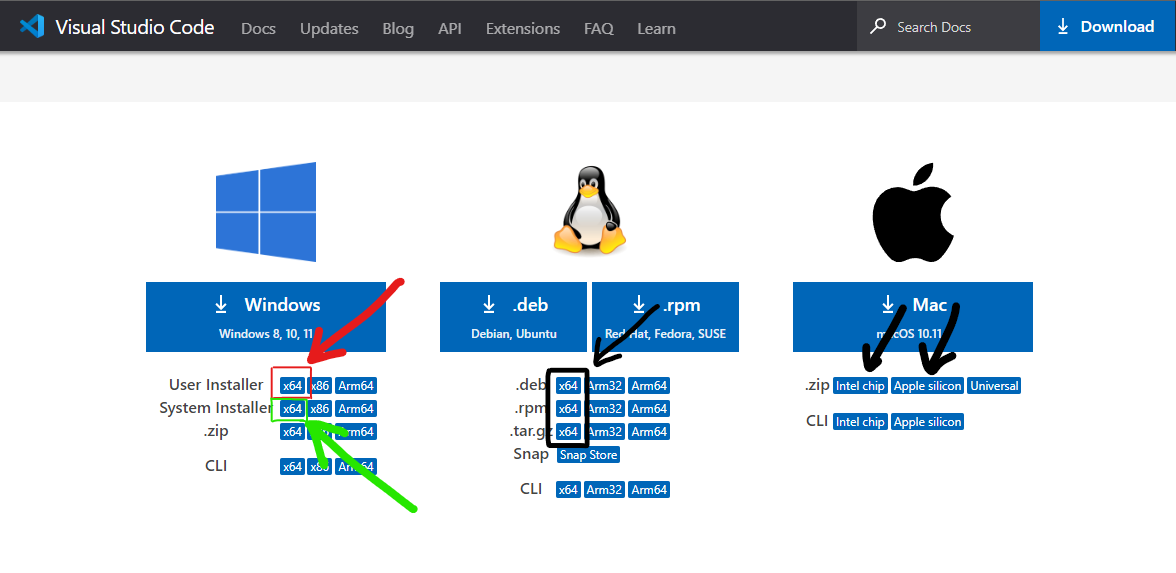 Visual Studio Code Docs Updates Blog API Extensions FAQ Learn Search Docs Download
Windows
Windows 8, 10, 11
User Installer x64 x86 Arm64
System Installer x64 x86 Arm64
.zip x64 Arm64
CLI x64 x86 Arm64
.deb .rpm
Debian, Ubuntu Red Hat, Fedora, SUSE
.deb x64 Arm32 Arm64
.rpm x64 Arm32 Arm64
.tar.gz x64 Arm32 Arm64
Snap Snap Store
CLI x64 Arm32 Arm64
Mac
macOS 10.11
.zip Intel chip Apple silicon Universal
CLI Intel chip Apple silicon